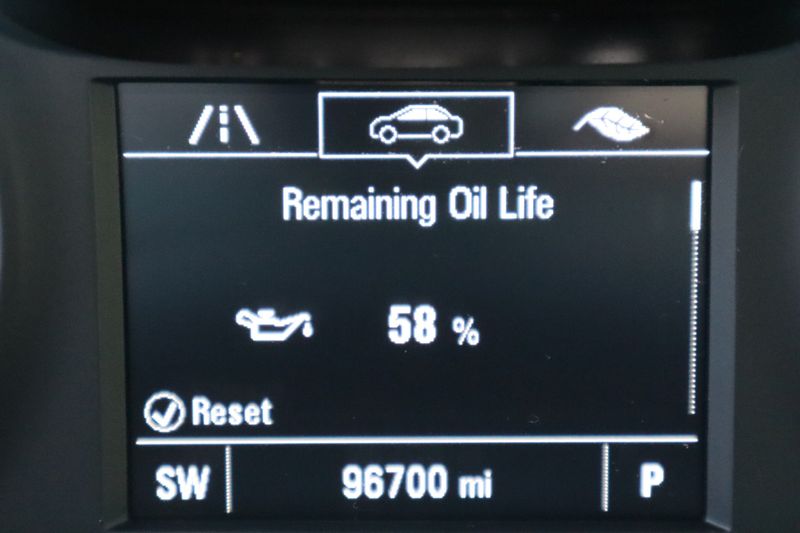 Remaining Oil Life
58 %
Reset
SW 96700 mi P